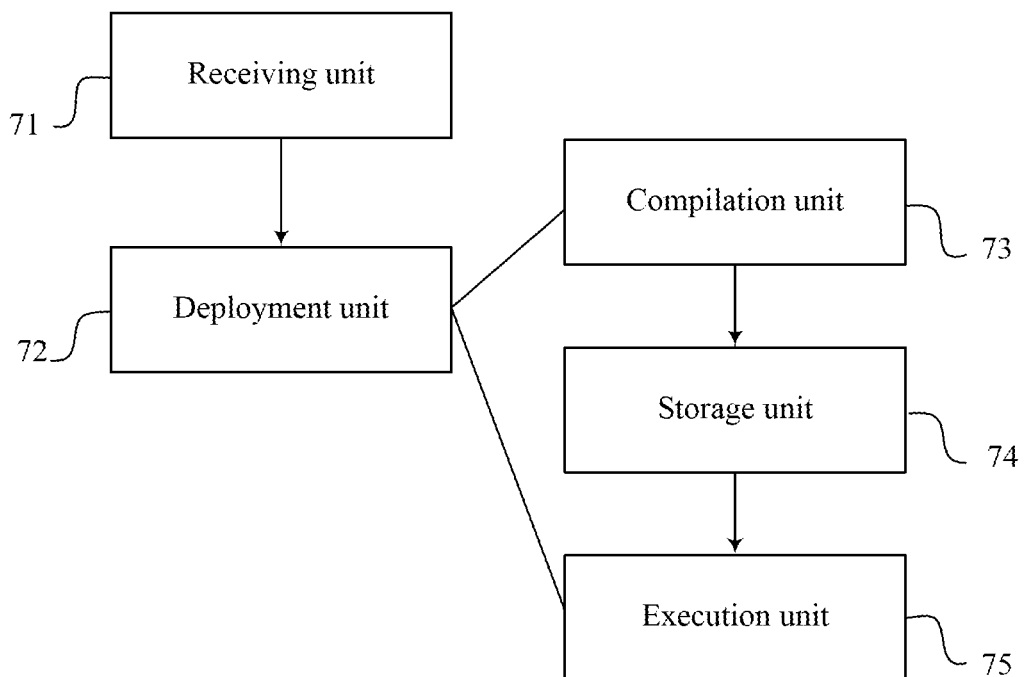 Receiving unit
71
Compilation unit
73
Deployment unit
72
Storage unit
74
Execution unit
75